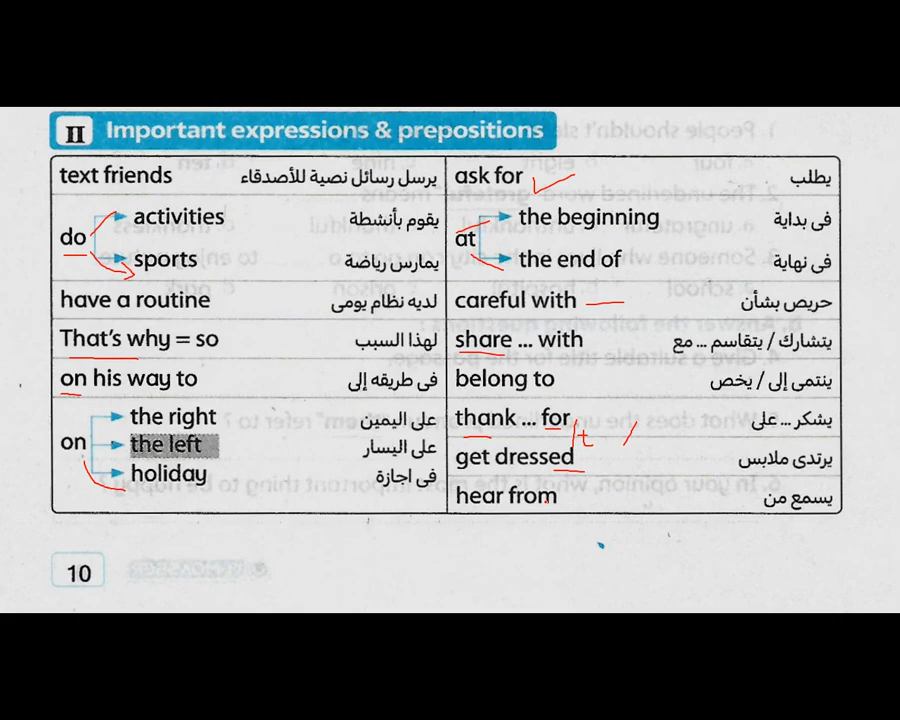 II Important expressions & prepositions
text friends يرسل رسائل نصية للأصدقاء
do
activities يقوم بأنشطة
sports يمارس رياضة
have a routine لديه نظام يومى
That's why = so لهذا السبب
on his way to فى طريقه إلى
on
the right على اليمين
the left على اليسار
holiday فى اجازة
ask for يطلب
at
the beginning فى بداية
the end of فى نهاية
careful with حريص بشأن
share ... with يتشارك / يتقاسم ... مع
belong to ينتمى إلى / يخص
thank ... for يشكر ... على
/t/
get dressed يرتدى ملابس
hear from يسمع من
10